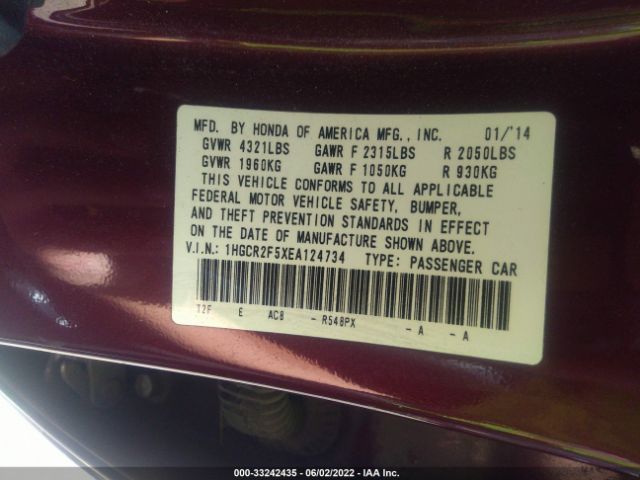 MFD. BY HONDA OF AMERICA MFG., INC. 01/'14
GVWR 4321LBS GAWR F 2315LBS R 2050LBS
GVWR 1960KG GAWR F 1050KG R 930KG
THIS VEHICLE CONFORMS TO ALL APPLICABLE
FEDERAL MOTOR VEHICLE SAFETY, BUMPER,
AND THEFT PREVENTION STANDARDS IN EFFECT
ON THE DATE OF MANUFACTURE SHOWN ABOVE.
V.I.N.: 1HGCR2F5XEA124734 TYPE: PASSENGER CAR
T2F E AC8 - R548PX - A - A
000-33242435 - 06/02/2022 - IAA Inc.